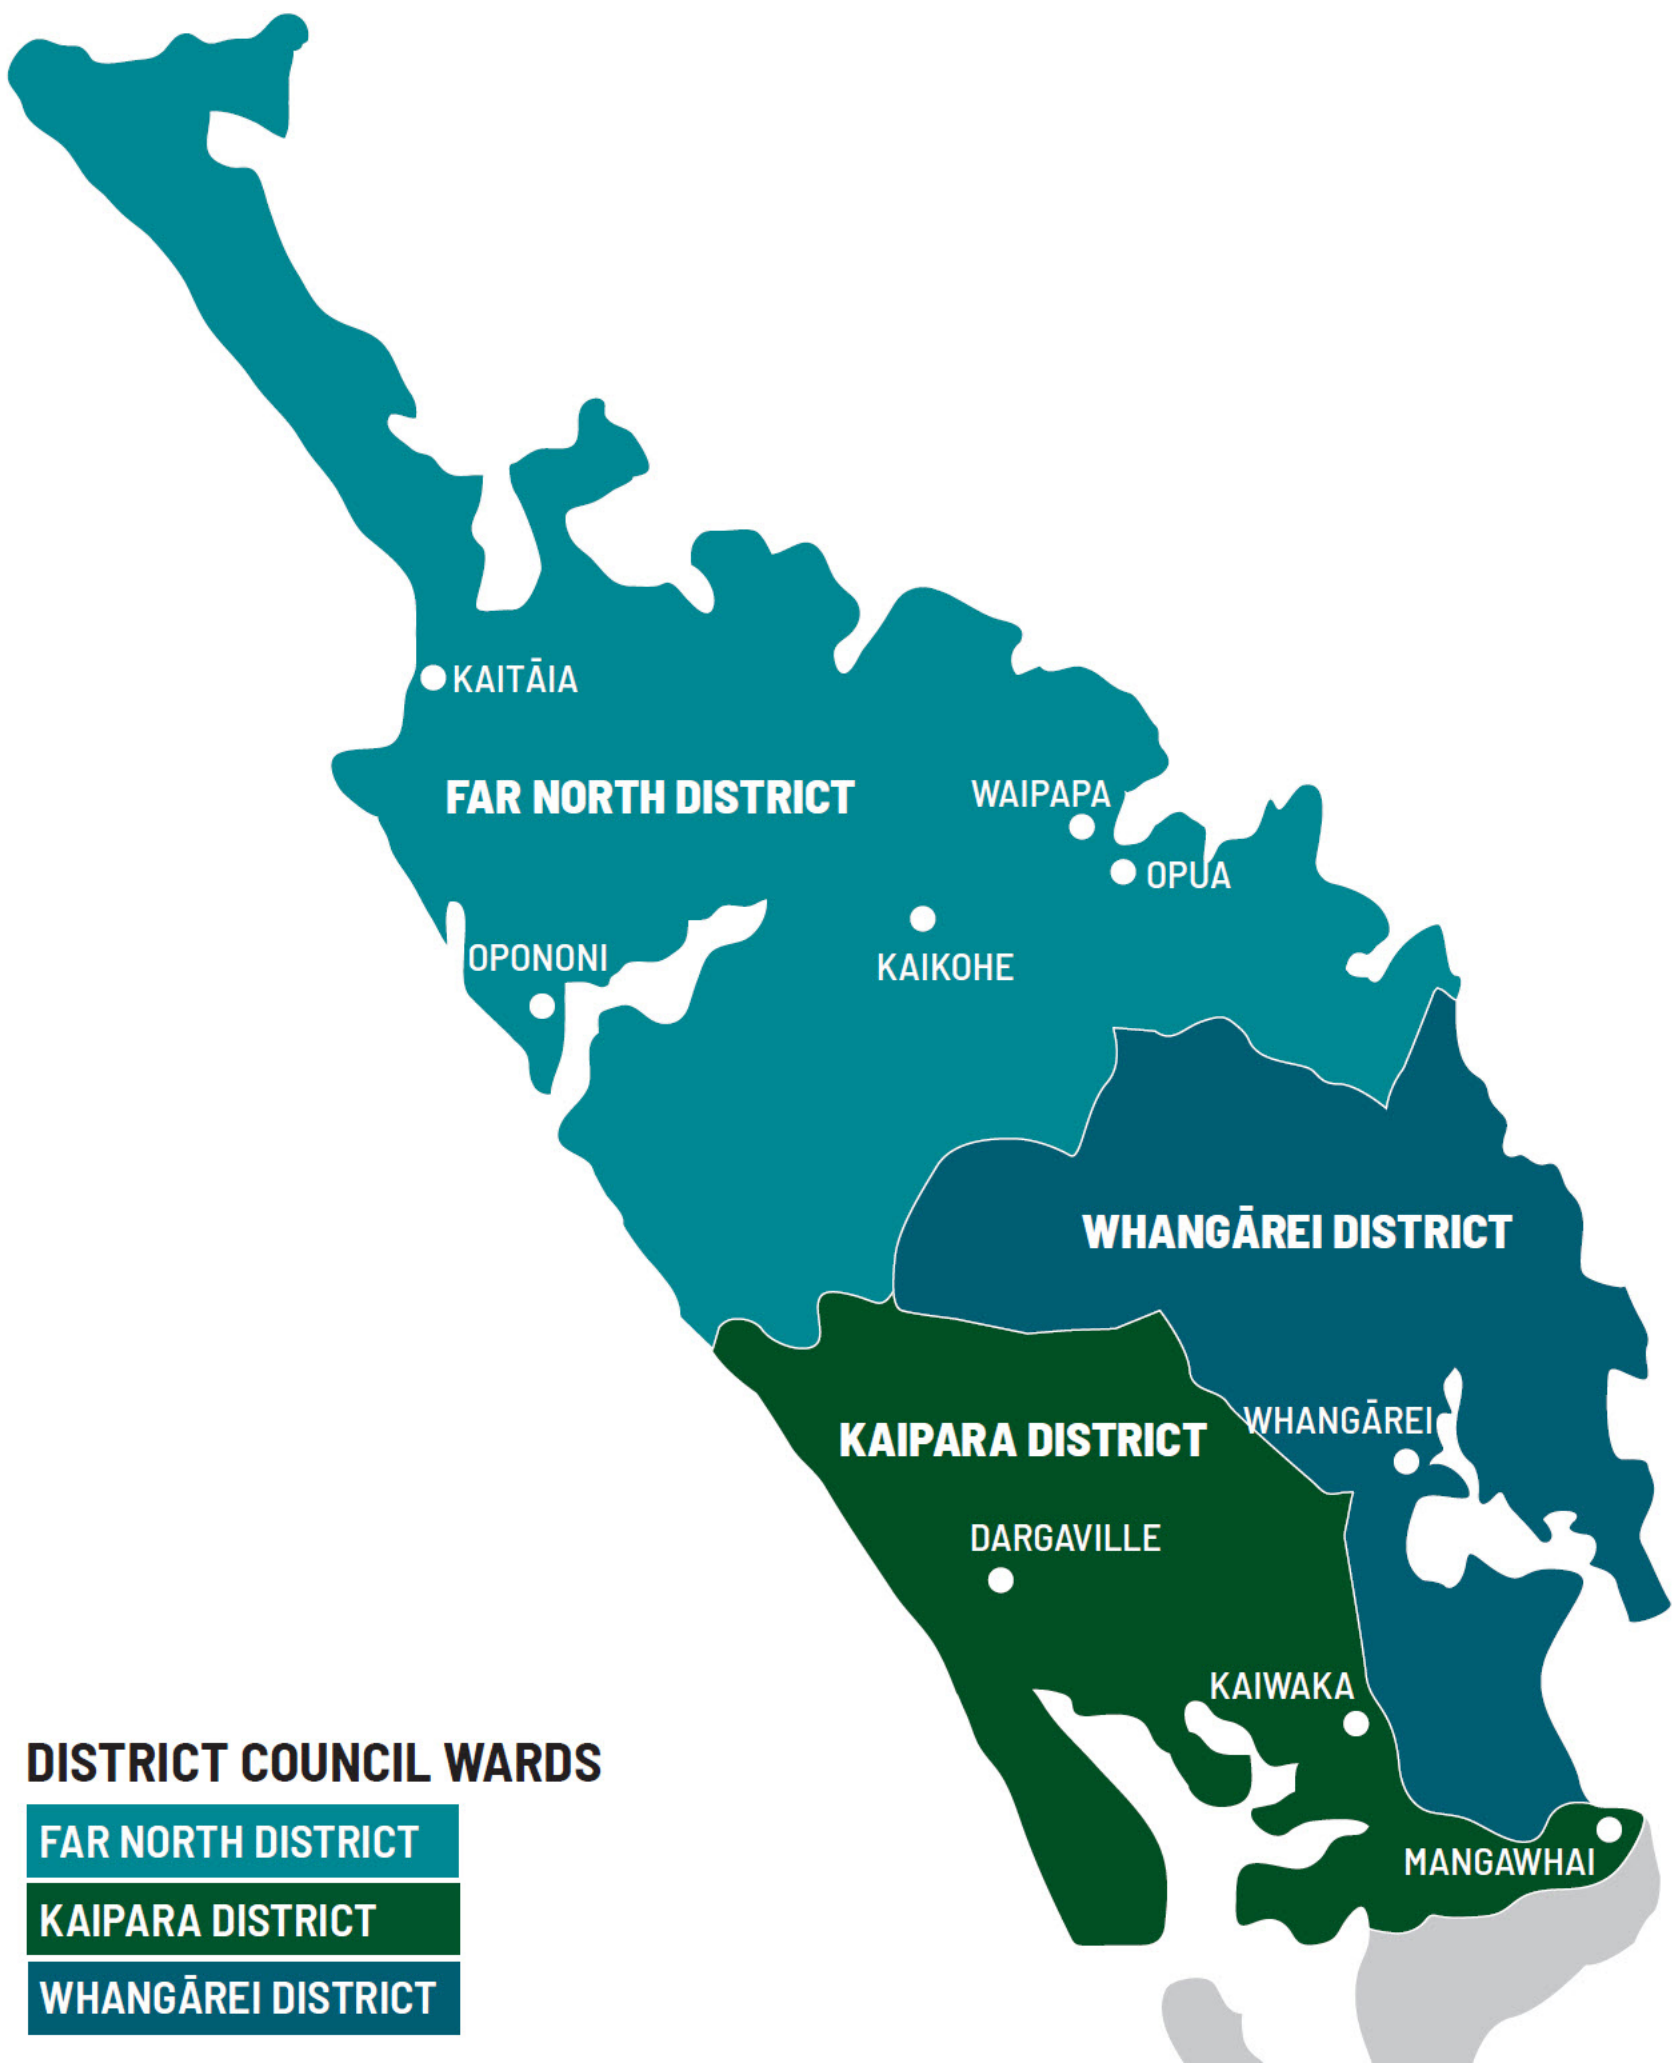 KAITĀIA
FAR NORTH DISTRICT
WAIPAPA
OPUA
OPONONI
KAIKOHE
WHANGĀREI DISTRICT
WHANGĀREI
KAIPARA DISTRICT
DARGAVILLE
KAIWAKA
MANGAWHAI
DISTRICT COUNCIL WARDS
FAR NORTH DISTRICT
KAIPARA DISTRICT
WHANGĀREI DISTRICT